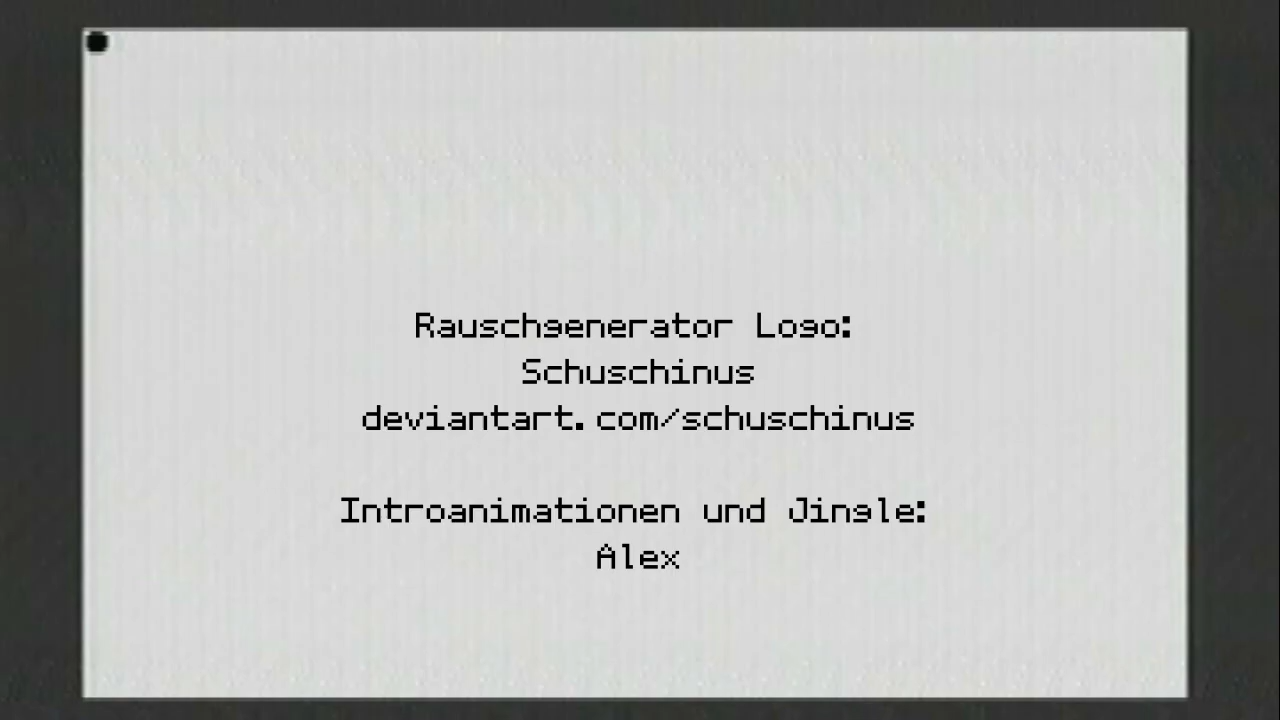 Rauschgenerator Logo:
Schuschinus
deviantart.com/schuschinus
Introanimationen und Jingle:
Alex